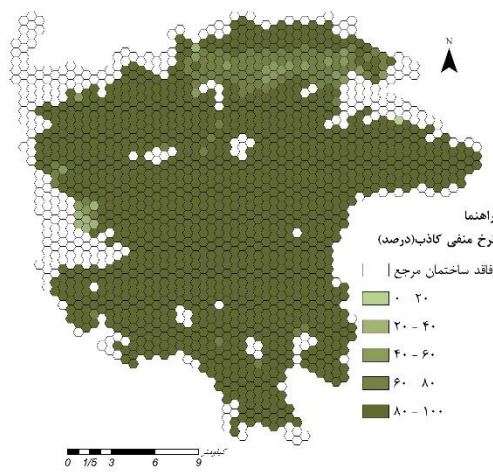 N
راهنما
نرخ منفی کاذب(درصد)
فاقد ساختمان مرجع
۰ ۲۰
۲۰ - ۴۰
۴۰ - ۶۰
۶۰ ۸۰
۸۰ - ۱۰۰
کیلومتر
0 1/5 3 6 9